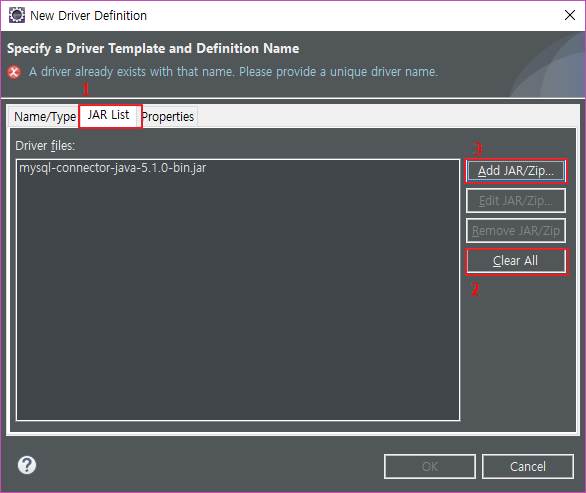 New Driver Definition
Specify a Driver Template and Definition Name
A driver already exists with that name. Please provide a unique driver name.
1
Name/Type JAR List Properties
Driver files:
3
mysql-connector-java-5.1.0-bin.jar
Add JAR/Zip...
Edit JAR/Zip...
Remove JAR/Zip
Clear All
2
OK Cancel